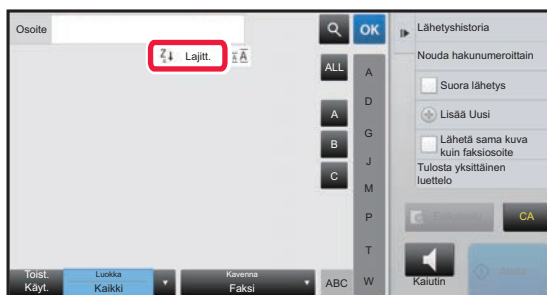 Osoite
OK
Lajitt.
ALL
A
B
C
A
D
G
J
M
P
T
W
ABC
Toist.
Käyt.
Luokka
Kaikki
Kavenna
Faksi
Lähetyshistoria
Nouda hakunumeroittain
Suora lähetys
Lisää Uusi
Lähetä sama kuva
kuin faksiosoite
Tulosta yksittäinen
luettelo
CA
Kaiutin